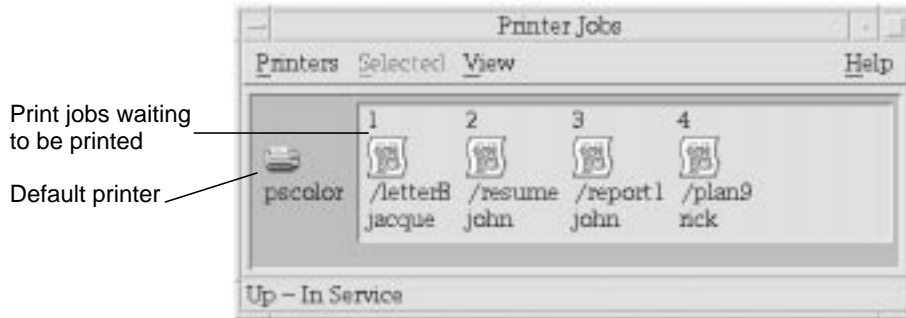 Printer Jobs
Printers Selected View Help
Print jobs waiting
to be printed
Default printer
1 2 3 4
pscolor /letterB /resume /report1 /plan9
jacque john john rick
Up - In Service